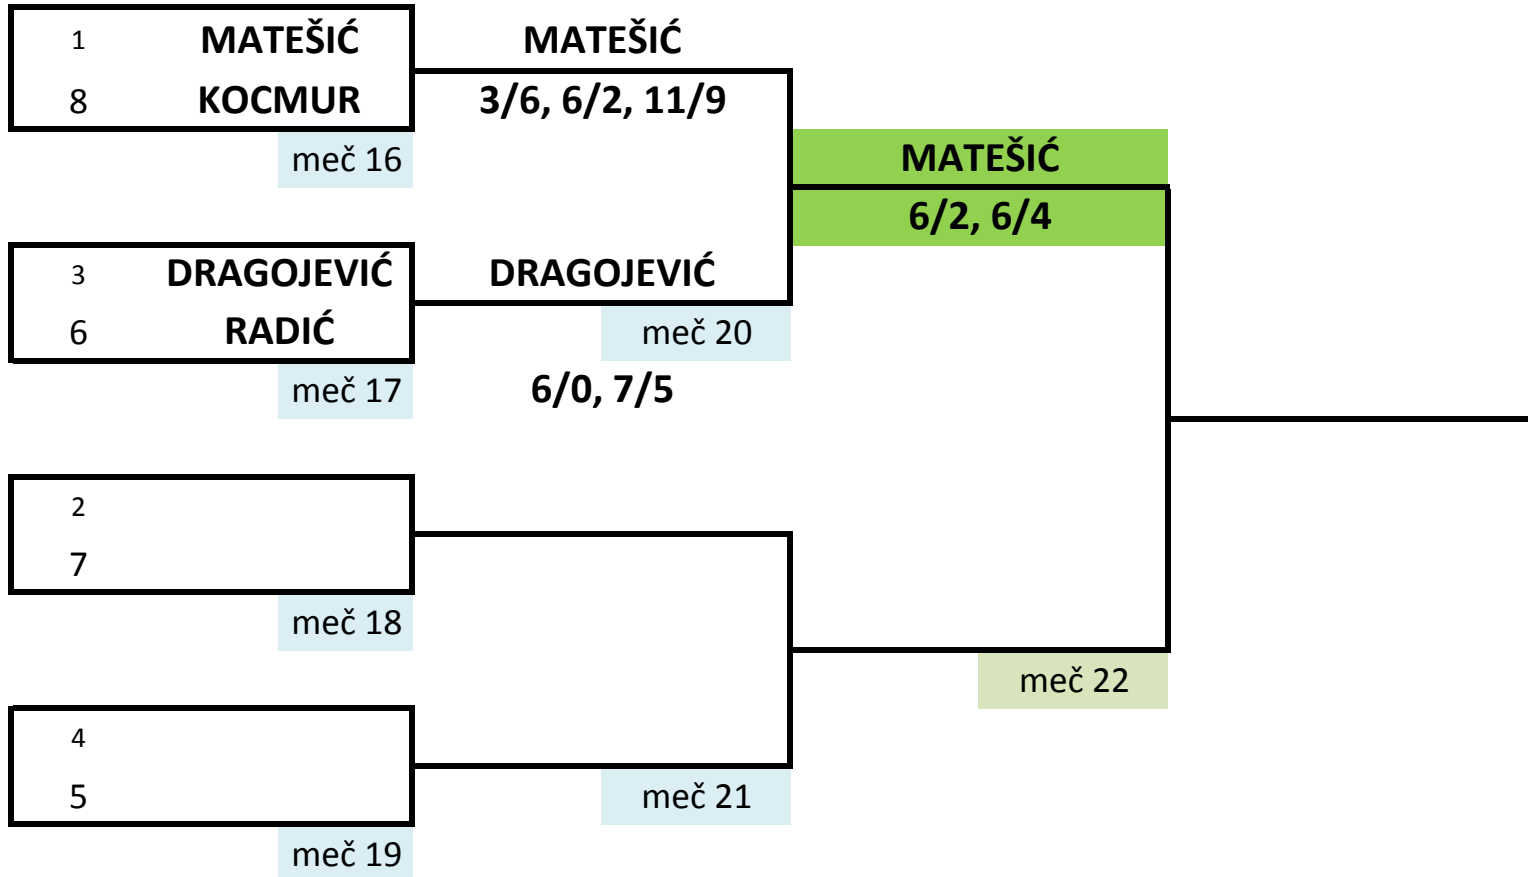 1 MATEŠIĆ MATEŠIĆ
8 KOCMUR 3/6, 6/2, 11/9
meč 16 MATEŠIĆ
6/2, 6/4
3 DRAGOJEVIĆ DRAGOJEVIĆ
6 RADIĆ meč 20
meč 17 6/0, 7/5
2
7
meč 18
meč 22
4
5 meč 21
meč 19